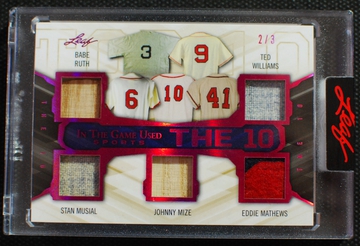 Leaf
BABE
RUTH
3
9
2/3
TED
WILLIAMS
6
10
41
IN THE GAME USED
SPORTS
THE 10
STAN MUSIAL
JOHNNY MIZE
EDDIE MATHEWS
Leaf